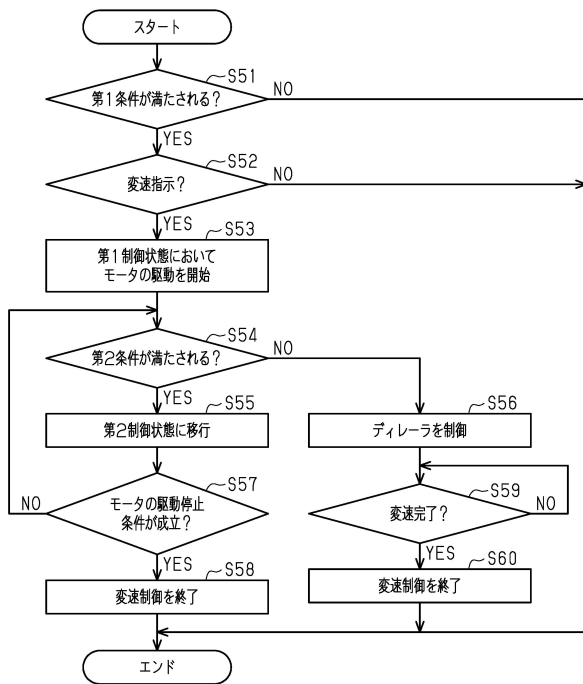 スタート
S51
第1条件が満たされる?
NO
YES
S52
変速指示?
NO
YES
S53
第1制御状態において
モータの駆動を開始
S54
第2条件が満たされる?
NO
YES
S55
第2制御状態に移行
S56
ディレーラを制御
S57
モータの駆動停止
条件が成立?
NO
YES
S59
変速完了?
NO
YES
S58
変速制御を終了
S60
変速制御を終了
エンド